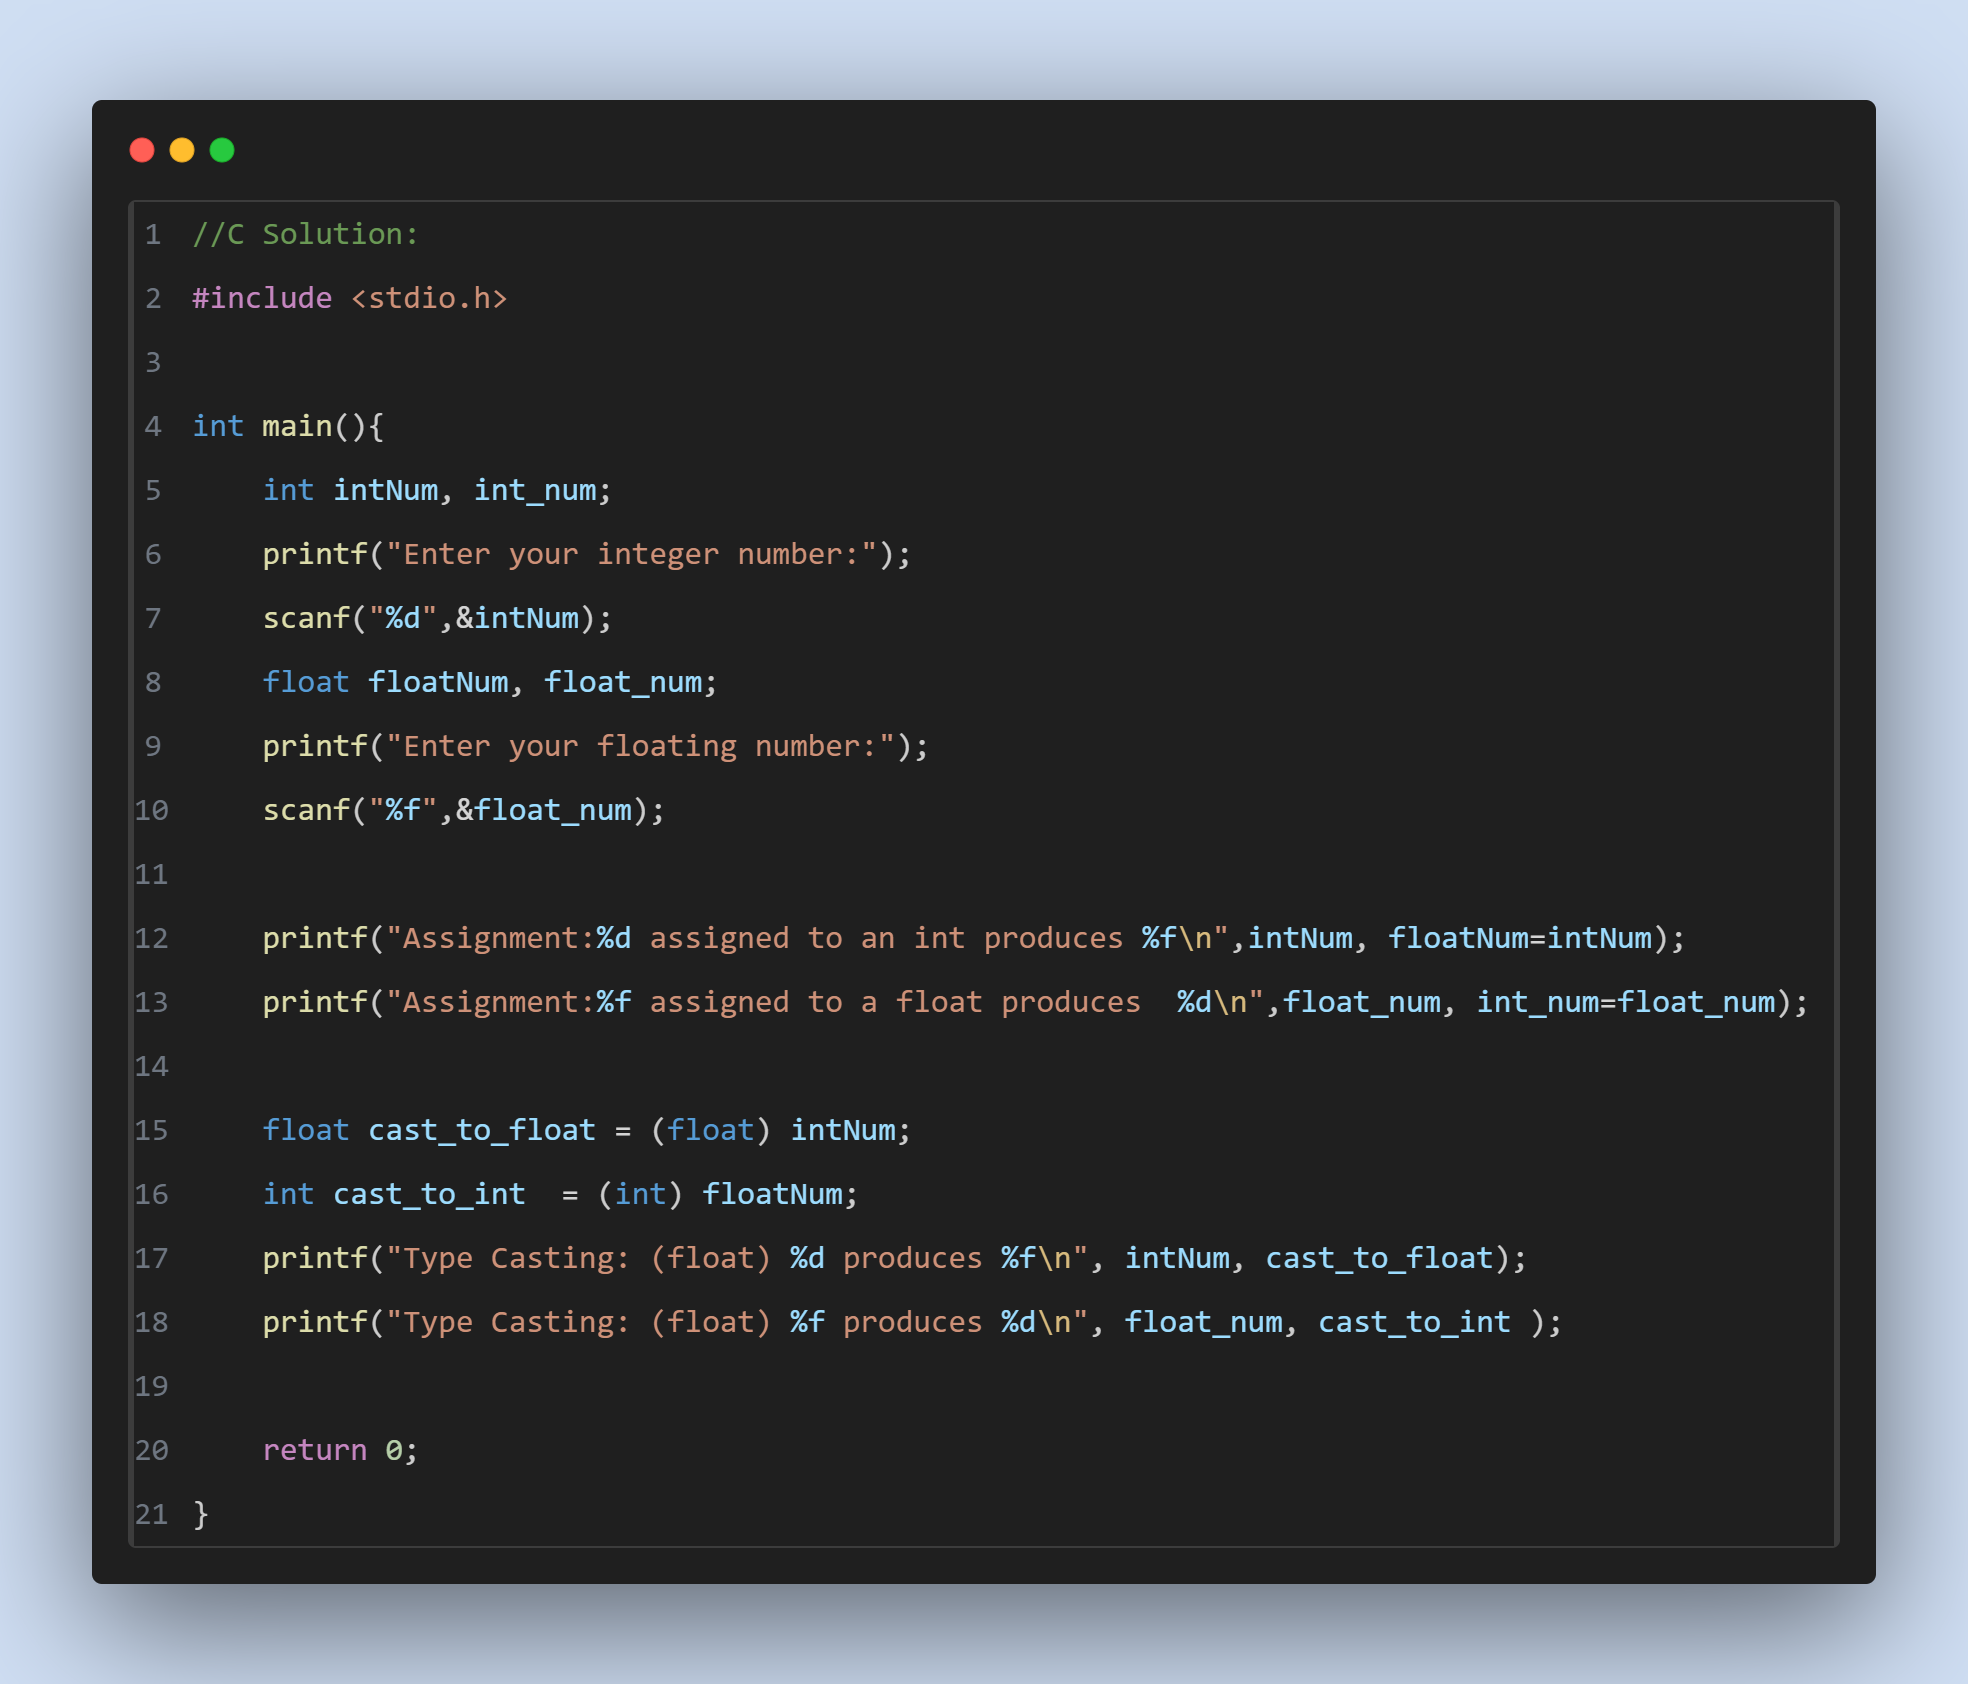 1 //C Solution:
2 #include <stdio.h>
3
4 int main(){
5     int intNum, int_num;
6     printf("Enter your integer number:");
7     scanf("%d",&intNum);
8     float floatNum, float_num;
9     printf("Enter your floating number:");
10     scanf("%f",&float_num);
11
12     printf("Assignment:%d assigned to an int produces %f\n",intNum, floatNum=intNum);
13     printf("Assignment:%f assigned to a float produces  %d\n",float_num, int_num=float_num);
14
15     float cast_to_float = (float) intNum;
16     int cast_to_int  = (int) floatNum;
17     printf("Type Casting: (float) %d produces %f\n", intNum, cast_to_float);
18     printf("Type Casting: (float) %f produces %d\n", float_num, cast_to_int );
19
20     return 0;
21 }